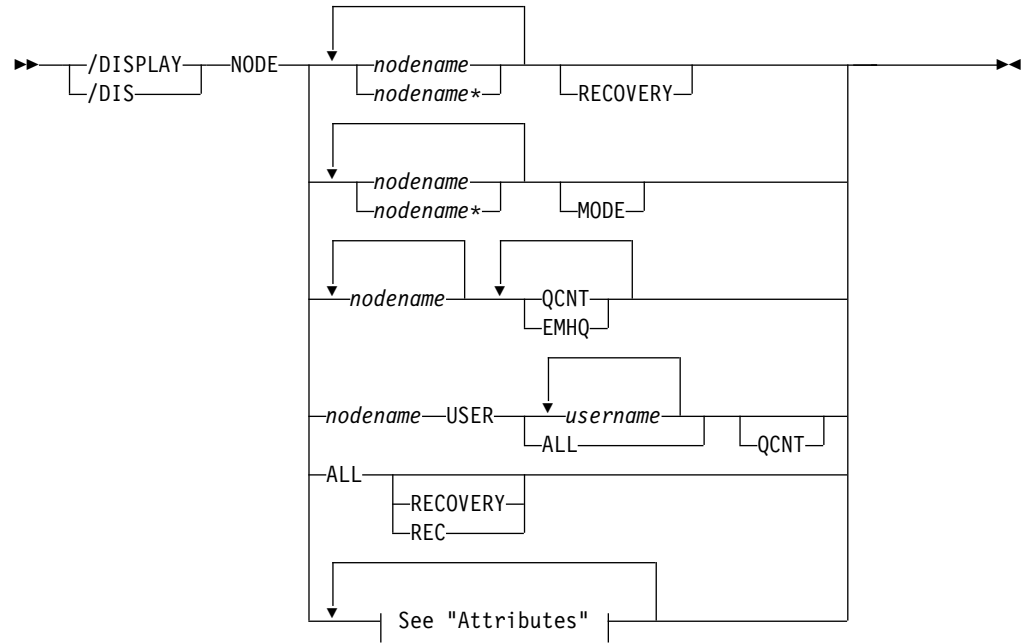 /DISPLAY NODE nodename
/DIS nodename* RECOVERY
nodename
nodename* MODE
nodename QCNT
EMHQ
nodename USER username
ALL QCNT
ALL
RECOVERY
REC
See "Attributes"